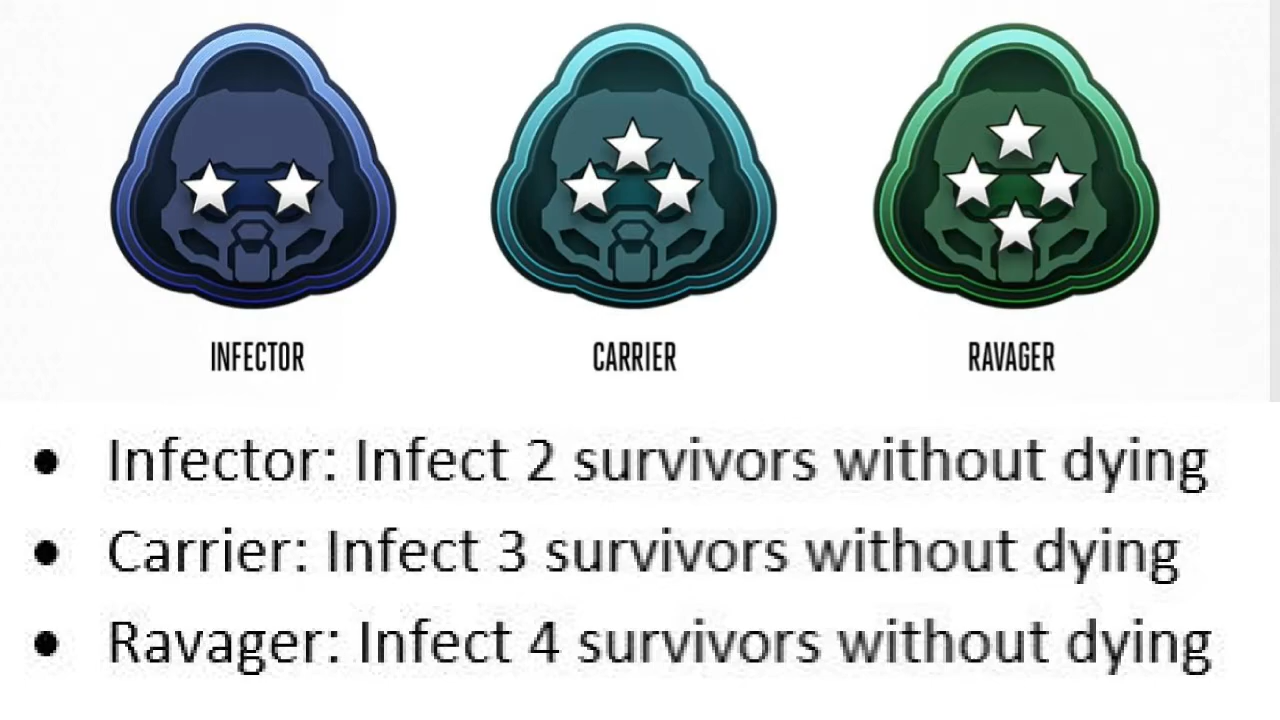 INFECTOR CARRIER RAVAGER
• Infector: Infect 2 survivors without dying
• Carrier: Infect 3 survivors without dying
• Ravager: Infect 4 survivors without dying